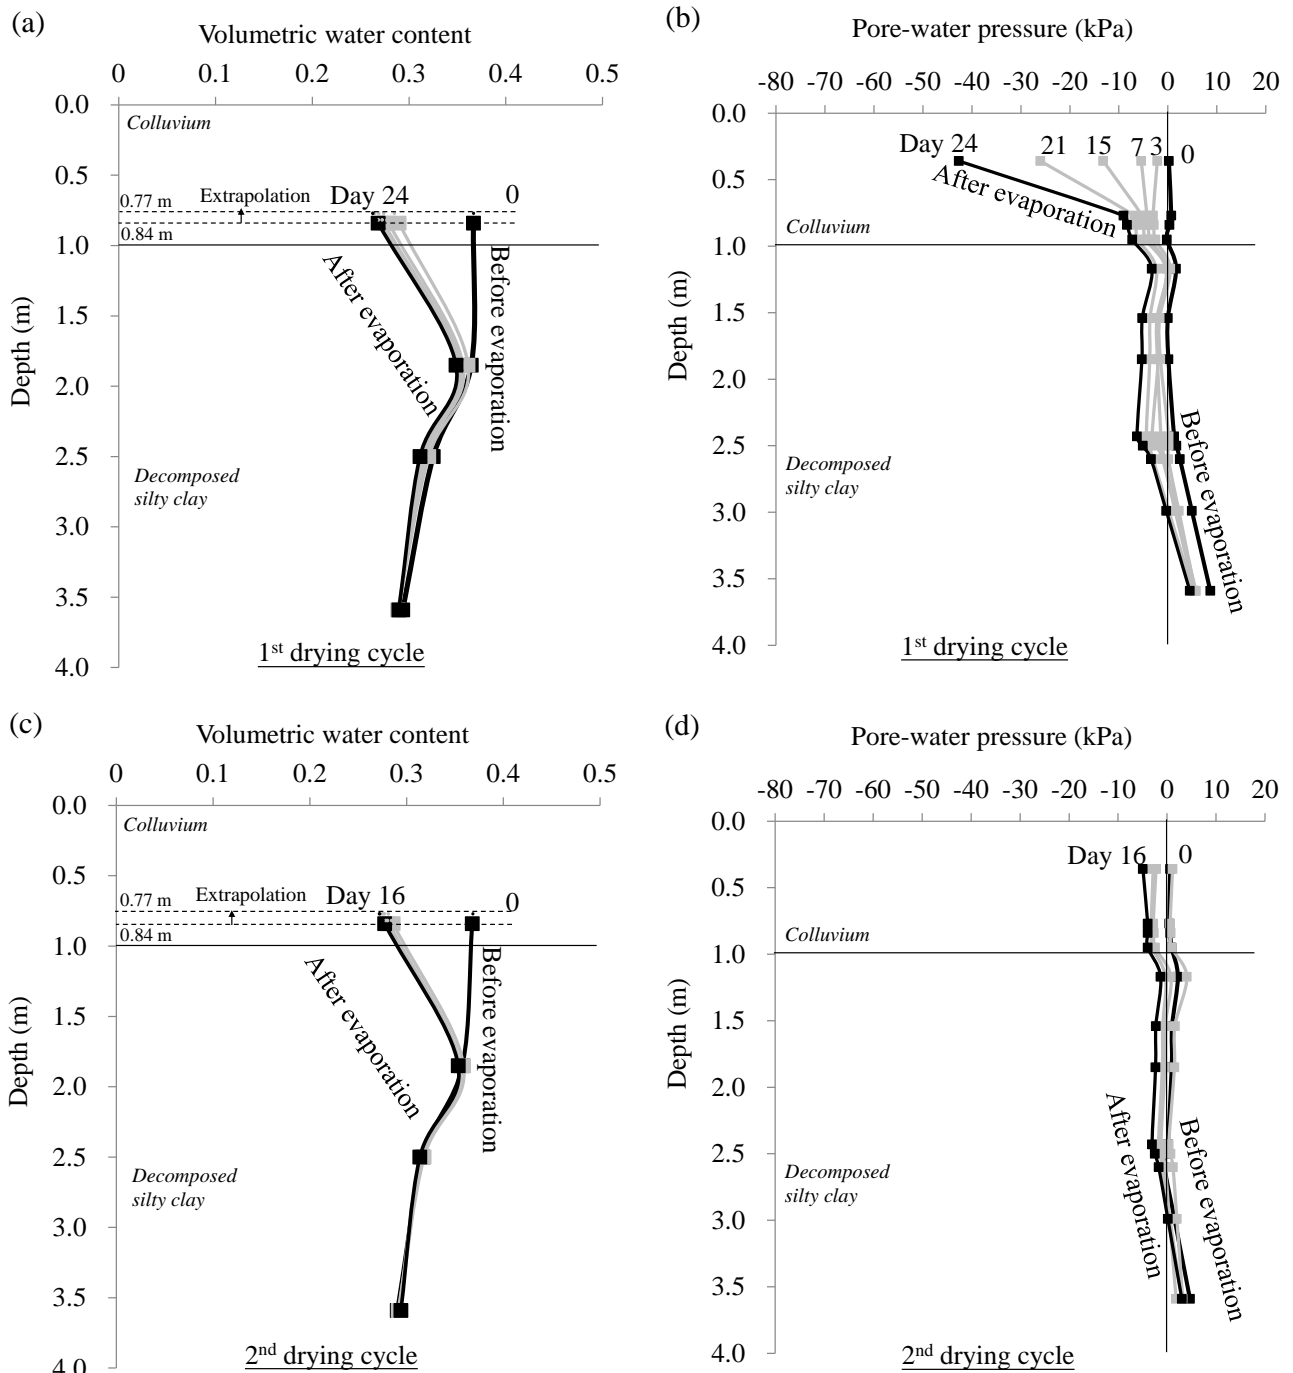 (a)
Volumetric water content
0 0.1 0.2 0.3 0.4 0.5
0.0
0.5
1.0
1.5
2.0
2.5
3.0
3.5
4.0
Depth (m)
Colluvium
0.77 m
Extrapolation
Day 24
0
0.84 m
After evaporation
Before evaporation
Decomposed
silty clay
1st drying cycle
(b)
Pore-water pressure (kPa)
-80 -70 -60 -50 -40 -30 -20 -10 0 10 20
0.0
0.5
1.0
1.5
2.0
2.5
3.0
3.5
4.0
Depth (m)
Day 24 21 15 7 3 0
After evaporation
Colluvium
Before evaporation
Decomposed
silty clay
1st drying cycle
(c)
Volumetric water content
0 0.1 0.2 0.3 0.4 0.5
0.0
0.5
1.0
1.5
2.0
2.5
3.0
3.5
4.0
Depth (m)
Colluvium
0.77 m
Extrapolation
Day 16
0
0.84 m
After evaporation
Before evaporation
Decomposed
silty clay
2nd drying cycle
(d)
Pore-water pressure (kPa)
-80 -70 -60 -50 -40 -30 -20 -10 0 10 20
0.0
0.5
1.0
1.5
2.0
2.5
3.0
3.5
4.0
Depth (m)
Day 16 0
Colluvium
After evaporation
Before evaporation
Decomposed
silty clay
2nd drying cycle